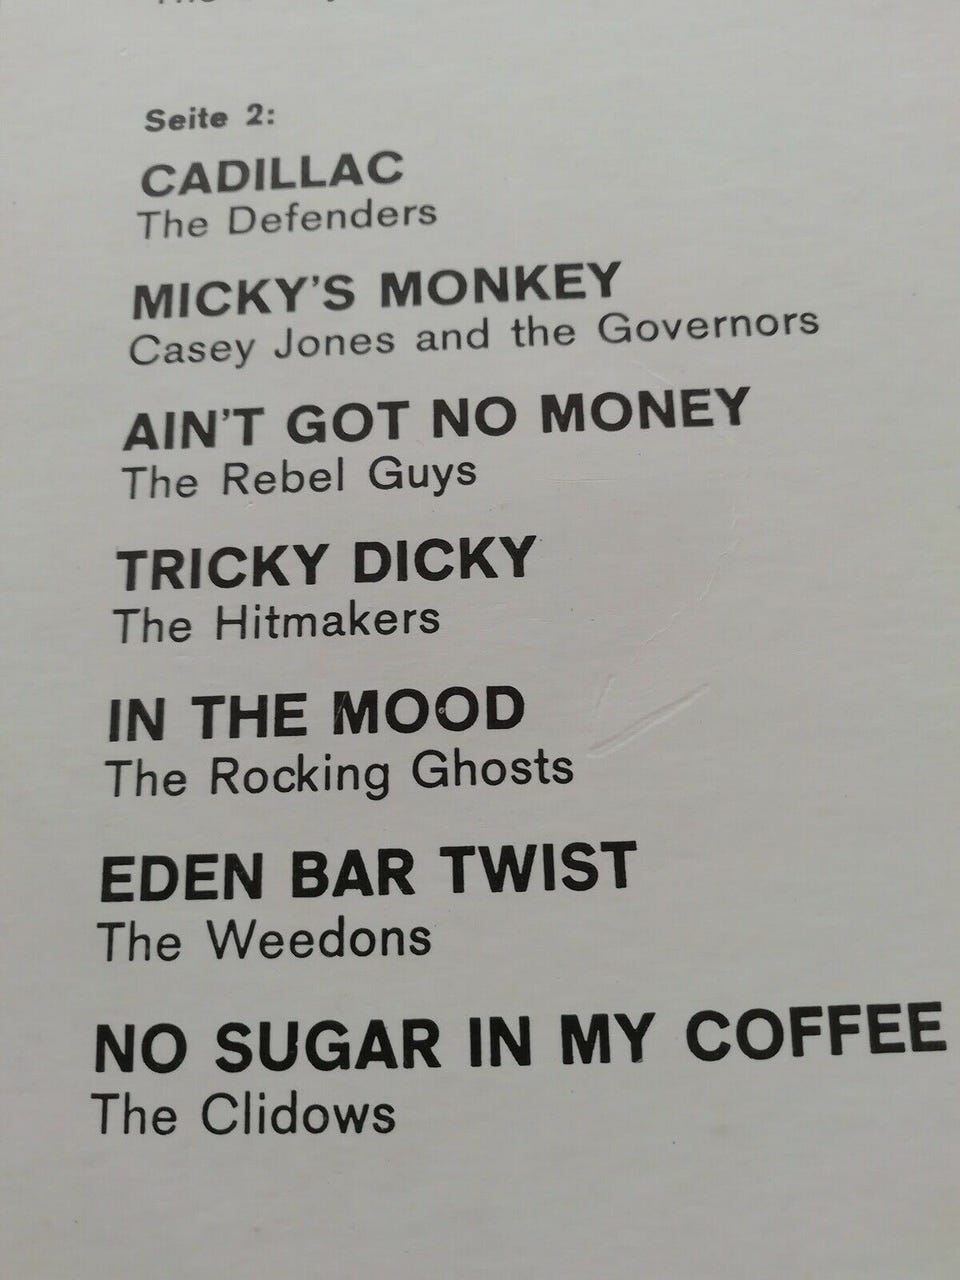 Seite 2:
CADILLAC
The Defenders
MICKY'S MONKEY
Casey Jones and the Governors
AIN'T GOT NO MONEY
The Rebel Guys
TRICKY DICKY
The Hitmakers
IN THE MOOD
The Rocking Ghosts
EDEN BAR TWIST
The Weedons
NO SUGAR IN MY COFFEE
The Clidows